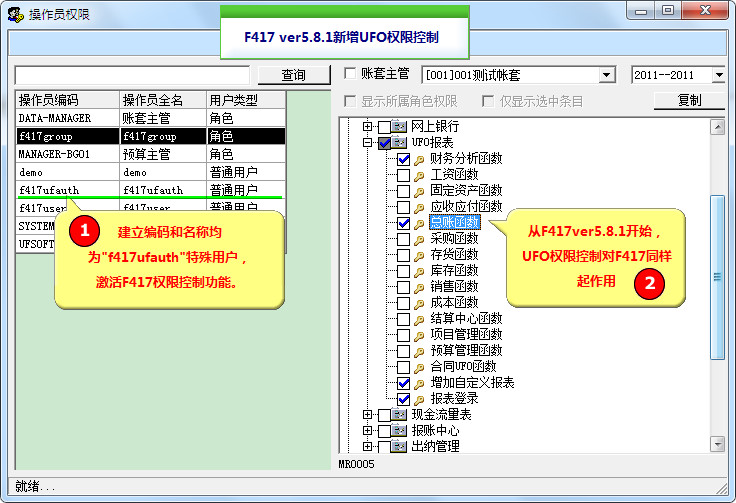 操作员权限
F417 ver5.8.1新增UFO权限控制
查询
账套主管
[001]001测试帐套
2011--2011
显示所属角色权限
仅显示选中条目
复制
操作员编码 操作员全名 用户类型
DATA-MANAGER 账套主管 角色
f417group f417group 角色
MANAGER-BG01 预算主管 角色
demo demo 普通用户
f417ufauth f417ufauth 普通用户
f417user f417user 普通用户
SYSTEM
UFSOFT
1
建立编码和名称均
为"f417ufauth"特殊用户，
激活F417权限控制功能。
网上银行
UFO报表
财务分析函数
工资函数
固定资产函数
应收应付函数
总账函数
采购函数
存货函数
库存函数
销售函数
成本函数
结算中心函数
项目管理函数
预算管理函数
合同UFO函数
增加自定义报表
报表登录
现金流量表
报账中心
出纳管理
从F417ver5.8.1开始，
UFO权限控制对F417同样
起作用
2
MR0005
就绪...